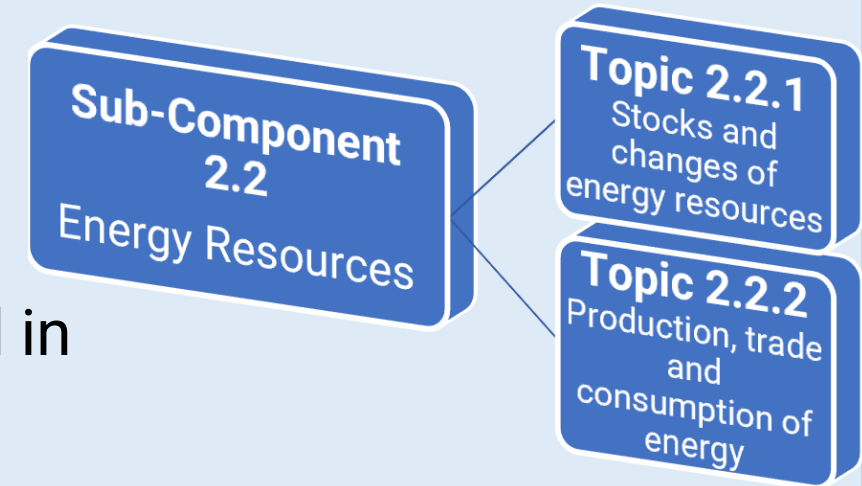 Sub-Component
2.2
Energy Resources
in
Topic 2.2.1
Stocks and
changes of
energy resources
Topic 2.2.2
Production, trade
and
consumption of
energy